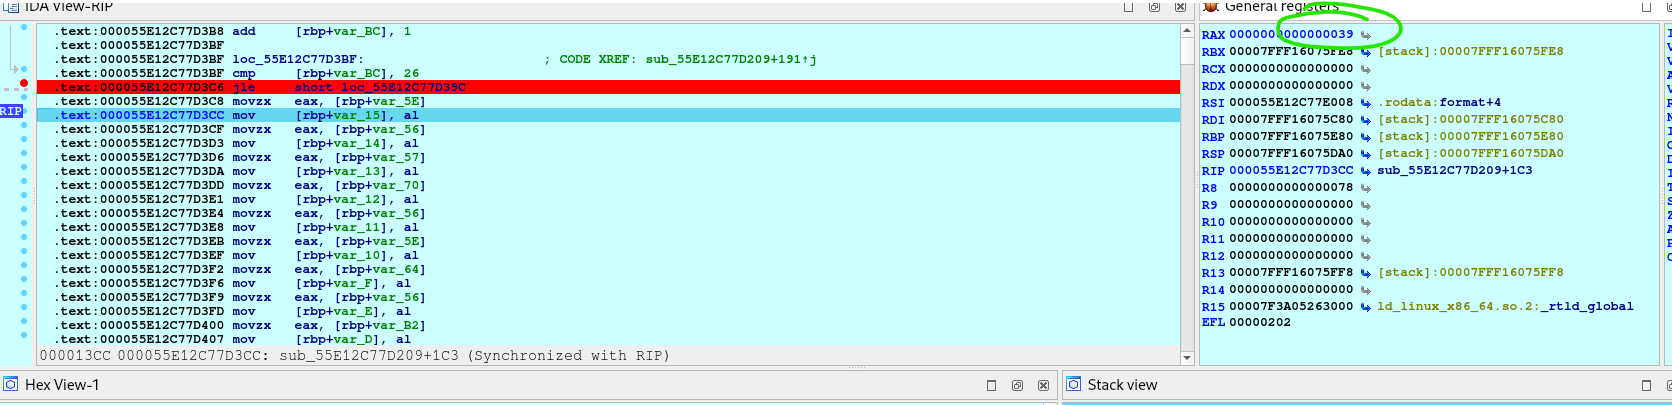 IDA View-RIP
General registers
.text:000055E12C77D3B8 add [rbp+var_BC], 1
.text:000055E12C77D3BF
.text:000055E12C77D3BF loc_55E12C77D3BF: ; CODE XREF: sub_55E12C77D209+191↑j
.text:000055E12C77D3BF cmp [rbp+var_BC], 26
.text:000055E12C77D3C6 jle short loc_55E12C77D39C
.text:000055E12C77D3C8 movzx eax, [rbp+var_5E]
RIP
.text:000055E12C77D3CC mov [rbp+var_15], al
.text:000055E12C77D3CF movzx eax, [rbp+var_56]
.text:000055E12C77D3D3 mov [rbp+var_14], al
.text:000055E12C77D3D6 movzx eax, [rbp+var_57]
.text:000055E12C77D3DA mov [rbp+var_13], al
.text:000055E12C77D3DD movzx eax, [rbp+var_70]
.text:000055E12C77D3E1 mov [rbp+var_12], al
.text:000055E12C77D3E4 movzx eax, [rbp+var_56]
.text:000055E12C77D3E8 mov [rbp+var_11], al
.text:000055E12C77D3EB movzx eax, [rbp+var_5E]
.text:000055E12C77D3EF mov [rbp+var_10], al
.text:000055E12C77D3F2 movzx eax, [rbp+var_64]
.text:000055E12C77D3F6 mov [rbp+var_F], al
.text:000055E12C77D3F9 movzx eax, [rbp+var_56]
.text:000055E12C77D3FD mov [rbp+var_E], al
.text:000055E12C77D400 movzx eax, [rbp+var_B2]
.text:000055E12C77D407 mov [rbp+var_D], al
000013CC 000055E12C77D3CC: sub_55E12C77D209+1C3 (Synchronized with RIP)
RAX 0000000000000039
RBX 00007FFF16075FE8 [stack]:00007FFF16075FE8
RCX 0000000000000000
RDX 0000000000000000
RSI 000055E12C77E008 .rodata:format+4
RDI 00007FFF16075C80 [stack]:00007FFF16075C80
RBP 00007FFF16075E80 [stack]:00007FFF16075E80
RSP 00007FFF16075DA0 [stack]:00007FFF16075DA0
RIP 000055E12C77D3CC sub_55E12C77D209+1C3
R8 0000000000000078
R9 0000000000000000
R10 0000000000000000
R11 0000000000000000
R12 0000000000000000
R13 00007FFF16075FF8 [stack]:00007FFF16075FF8
R14 0000000000000000
R15 00007F3A05263000 ld_linux_x86_64.so.2:_rtld_global
EFL 00000202
Hex View-1
Stack view